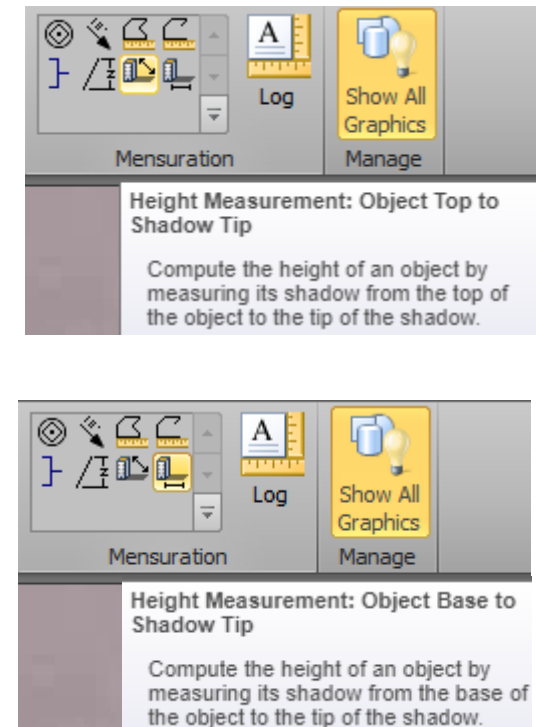 A
Log
Show All
Graphics
Mensuration
Manage
Height Measurement: Object Top to
Shadow Tip
Compute the height of an object by
measuring its shadow from the top of
the object to the tip of the shadow.
A
Log
Show All
Graphics
Mensuration
Manage
Height Measurement: Object Base to
Shadow Tip
Compute the height of an object by
measuring its shadow from the base of
the object to the tip of the shadow.